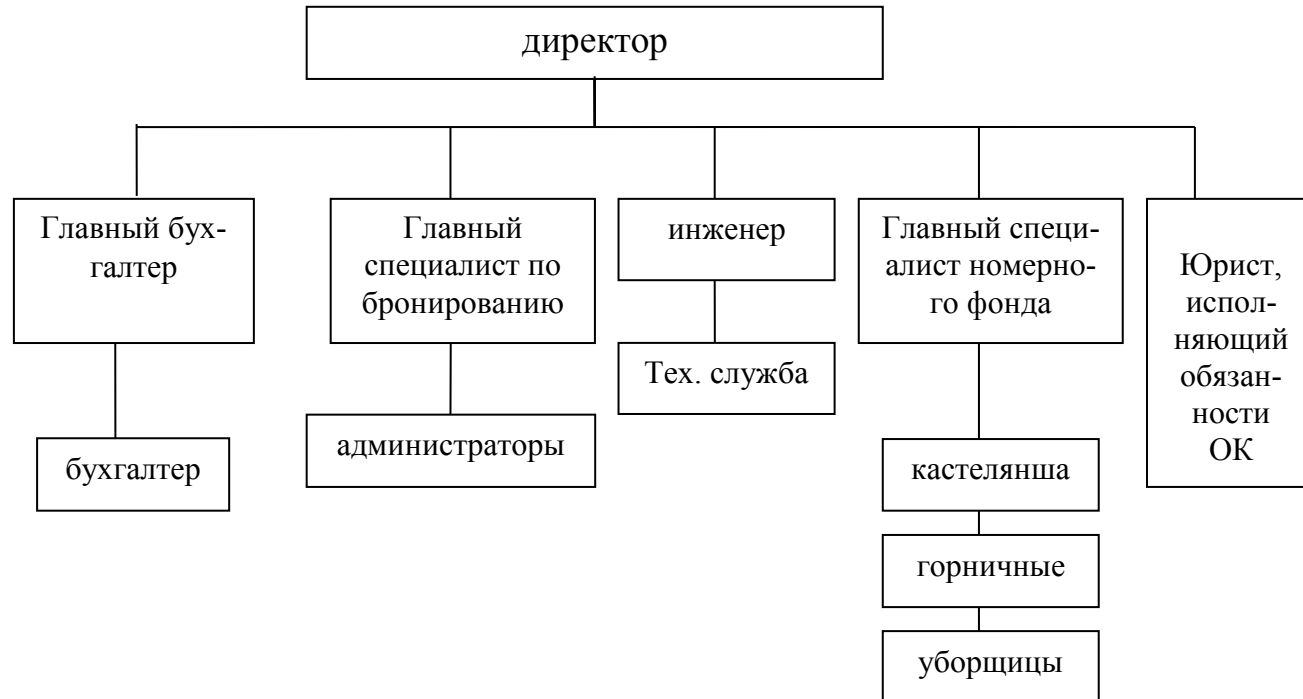 директор
Главный бух-
галтер
Главный
специалист по
бронированию
инженер
Главный специ-
алист номерно-
го фонда
Юрист,
испол-
няющий
обязан-
ности
ОК
Тех. служба
бухгалтер
администраторы
кастелянша
горничные
уборщицы